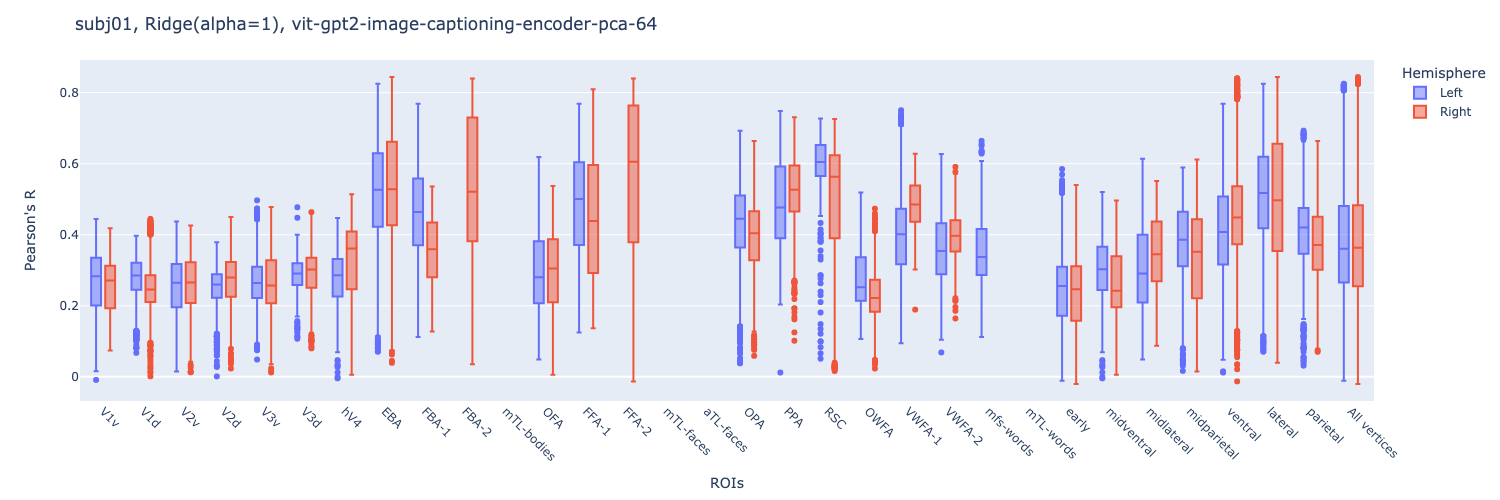 subj01, Ridge(alpha=1), vit-gpt2-image-captioning-encoder-pca-64
Hemisphere
Left
Right
Pearson's R
0.8
0.6
0.4
0.2
0
V1v
V1d
V2v
V2d
V3v
V3d
hV4
EBA
FBA-1
FBA-2
mTL-bodies
OFA
FFA-1
FFA-2
mTL-faces
aTL-faces
OPA
PPA
RSC
OWFA
VWFA-1
VWFA-2
mfs-words
mTL-words
early
midventral
midlateral
midparietal
ventral
lateral
parietal
All vertices
ROIs